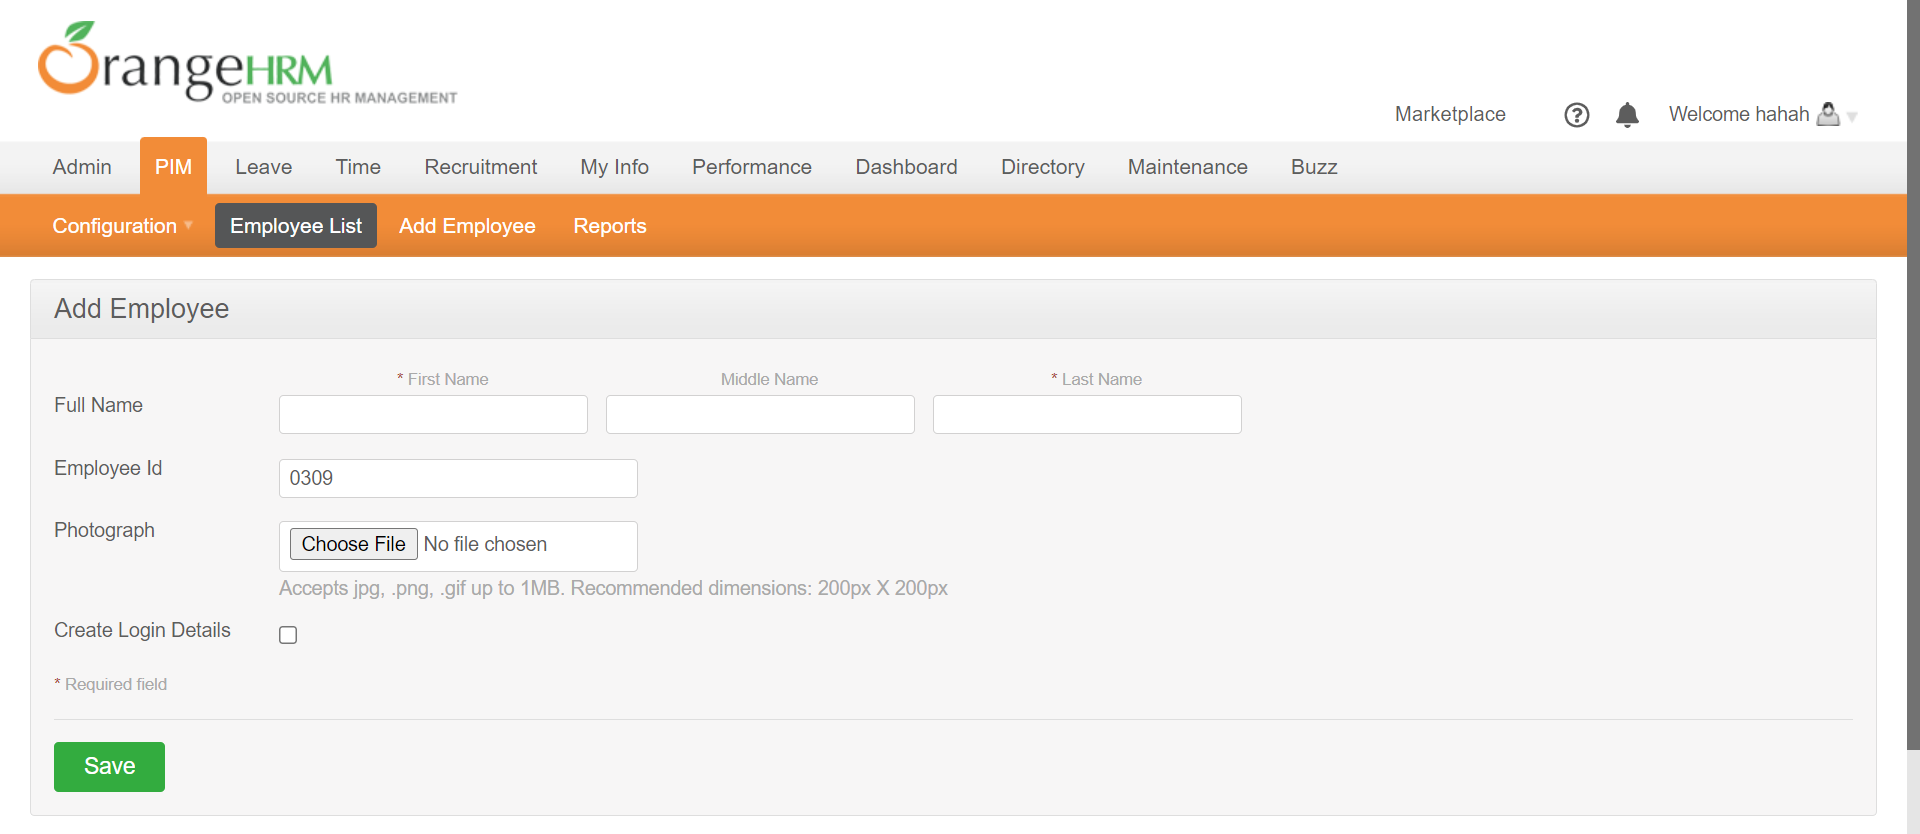 OrangeHRM
OPEN SOURCE HR MANAGEMENT
Marketplace ? Welcome hahah
Admin PIM Leave Time Recruitment My Info Performance Dashboard Directory Maintenance Buzz
Configuration Employee List Add Employee Reports
Add Employee
* First Name Middle Name * Last Name
Full Name
Employee Id 0309
Photograph Choose File No file chosen
Accepts jpg, .png, .gif up to 1MB. Recommended dimensions: 200px X 200px
Create Login Details
* Required field
Save